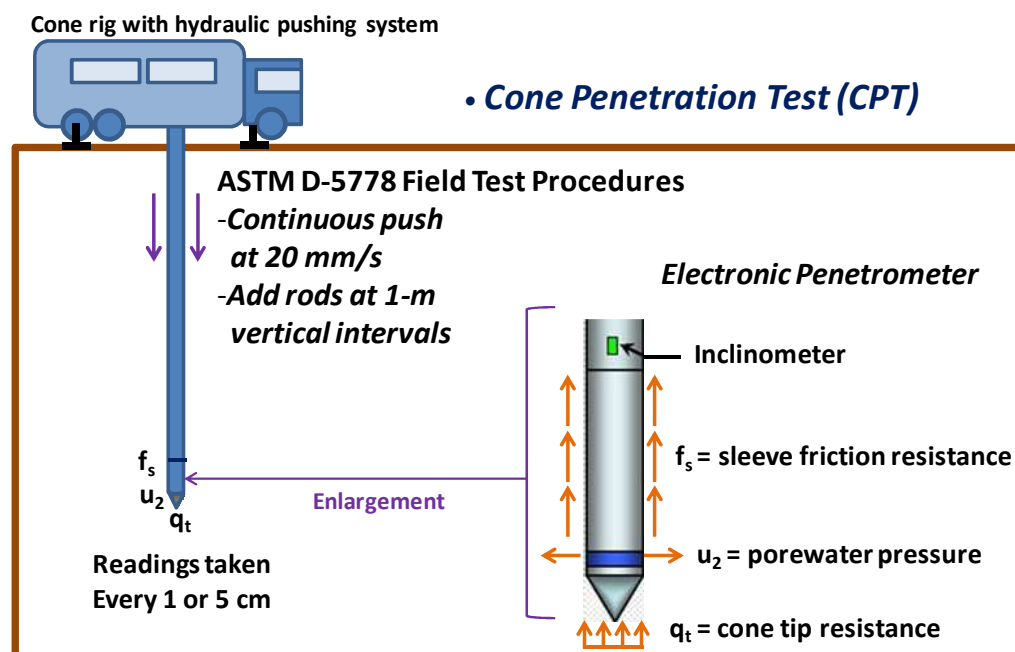 Cone rig with hydraulic pushing system
• Cone Penetration Test (CPT)
ASTM D-5778 Field Test Procedures
-Continuous push
at 20 mm/s
-Add rods at 1-m
vertical intervals
Electronic Penetrometer
Inclinometer
fs = sleeve friction resistance
u2 = porewater pressure
qt = cone tip resistance
Enlargement
fs
u2
qt
Readings taken
Every 1 or 5 cm